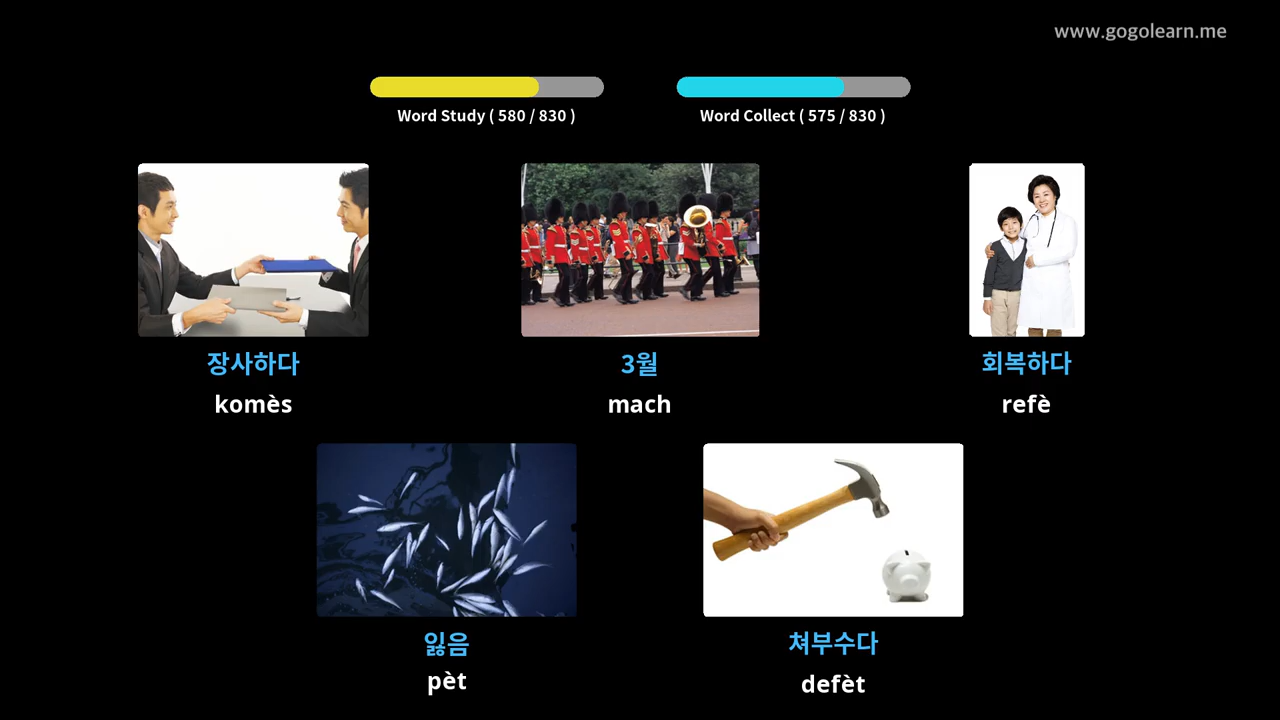 www.gogolearn.me
Word Study ( 580 / 830 )
Word Collect ( 575 / 830 )
장사하다
3월
회복하다
komès
mach
refè
잃음
쳐부수다
pèt
defèt